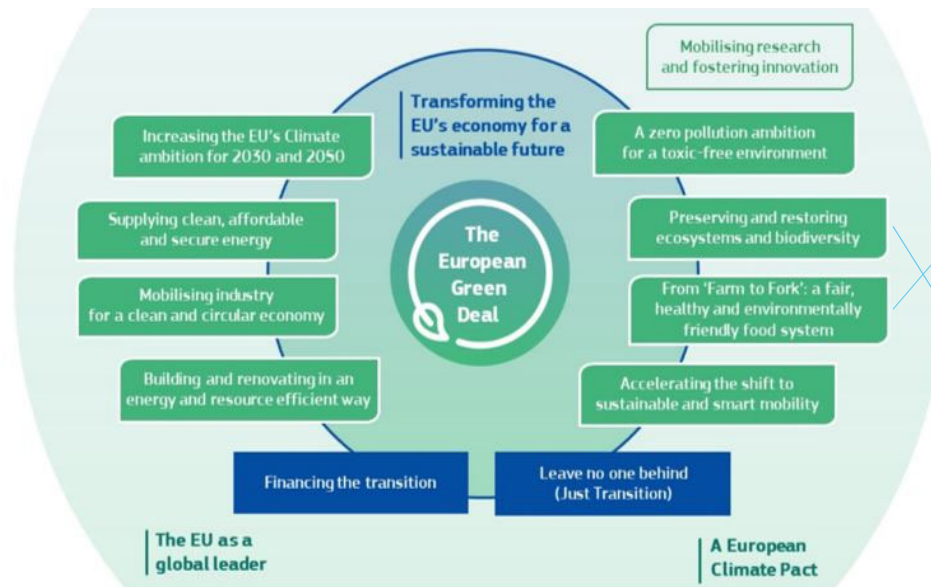 Mobilising research
and fostering innovation
Transforming the
EU's economy for a
sustainable future
Increasing the EU's Climate
ambition for 2030 and 2050
A zero pollution ambition
for a toxic-free environment
Supplying clean, affordable
and secure energy
Preserving and restoring
ecosystems and biodiversity
The
European
Green
Deal
Mobilising industry
for a clean and circular economy
From 'Farm to Fork': a fair,
healthy and environmentally
friendly food system
Building and renovating in an
energy and resource efficient way
Accelerating the shift to
sustainable and smart mobility
Financing the transition
Leave no one behind
(Just Transition)
The EU as a
global leader
A European
Climate Pact